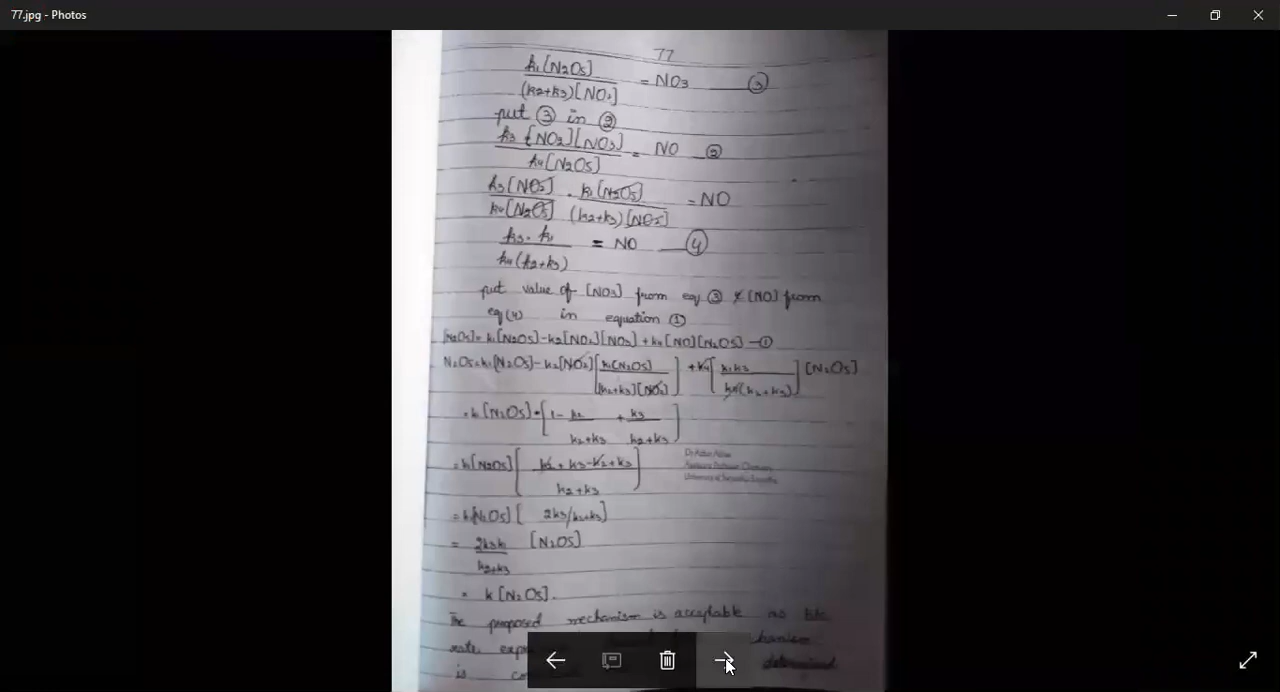 77.jpg - Photos
77
k₁[N₂O₅] / (k₂+k₃)[NO₂] = NO₃ ③
put ③ in ②
k₃[NO₂][NO₃] / k₄[N₂O₅] = NO ②
k₃[NO₂] / k₄[N₂O₅] . k₁[N₂O₅] / (k₂+k₃)[NO₂] = NO
k₃. k₁ / k₄(k₂+k₃) = NO ④
put value of [NO₃] from eq ③ & [NO] from
eq (4) in equation ①
[N₂O₅]= k₁[N₂O₅]-k₂[NO₂][NO₃] + k₄[NO][N₂O₅] -①
N₂O₅=k₁[N₂O₅]-k₂[NO₂][k₁[N₂O₅] / (k₂+k₃)[NO₂]] + k₄[k₁k₃ / k₄(k₂+k₃)] [N₂O₅]
=k[N₂O₅].[1- k₂ / k₂+k₃ + k₃ / k₂+k₃]
=k[N₂O₅][k₂ + k₃-k₂+k₃ / k₂+k₃]
=k[N₂O₅] [2k₃/k₂+k₃]
= 2k₃k₁ / k₂+k₃ [N₂O₅]
= k [N₂O₅].
The proposed mechanism is acceptable as
rate
determined
is